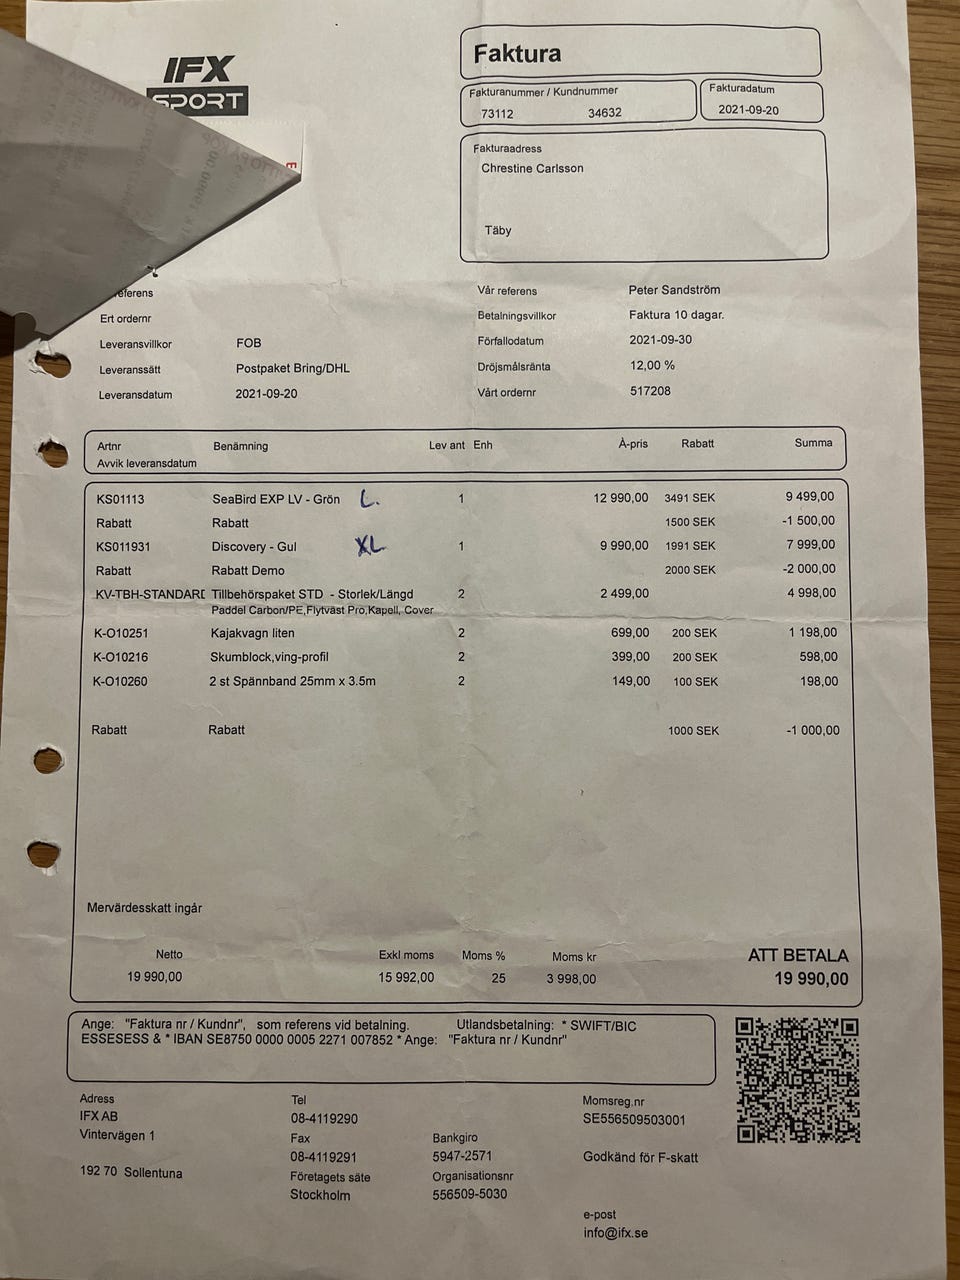 IFX
SPORT
Faktura
Fakturanummer / Kundnummer
73112 34632
Fakturadatum
2021-09-20
Fakturaadress
Chrestine Carlsson
Täby
Ert ordernr
Leveransvillkor FOB
Leveranssätt Postpaket Bring/DHL
Leveransdatum 2021-09-20
Vår referens Peter Sandström
Betalningsvillkor Faktura 10 dagar.
Förfallodatum 2021-09-30
Dröjsmålsränta 12,00 %
Vårt ordernr 517208
Artnr Benämning Lev ant Enh À-pris Rabatt Summa
Avvik leveransdatum
KS01113 SeaBird EXP LV - Grön L. 1 12 990,00 3491 SEK 9 499,00
Rabatt Rabatt 1500 SEK -1 500,00
KS011931 Discovery - Gul XL 1 9 990,00 1991 SEK 7 999,00
Rabatt Rabatt Demo 2000 SEK -2 000,00
KV-TBH-STANDARD Tillbehörspaket STD - Storlek/Längd 2 2 499,00 4 998,00
Paddel Carbon/PE,Flytväst Pro,Kapell, Cover
K-O10251 Kajakvagn liten 2 699,00 200 SEK 1 198,00
K-O10216 Skumblock,ving-profil 2 399,00 200 SEK 598,00
K-O10260 2 st Spännband 25mm x 3.5m 2 149,00 100 SEK 198,00
Rabatt Rabatt 1000 SEK -1 000,00
Mervärdesskatt ingår
Netto Exkl moms Moms % Moms kr ATT BETALA
19 990,00 15 992,00 25 3 998,00 19 990,00
Ange: "Faktura nr / Kundnr", som referens vid betalning. Utlandsbetalning: * SWIFT/BIC
ESSESESS & * IBAN SE8750 0000 0005 2271 007852 * Ange: "Faktura nr / Kundnr"
Adress
IFX AB
Vintervägen 1
192 70 Sollentuna
Tel
08-4119290
Fax
08-4119291
Företagets säte
Stockholm
Bankgiro
5947-2571
Organisationsnr
556509-5030
Momsreg.nr
SE556509503001
Godkänd för F-skatt
e-post
info@ifx.se